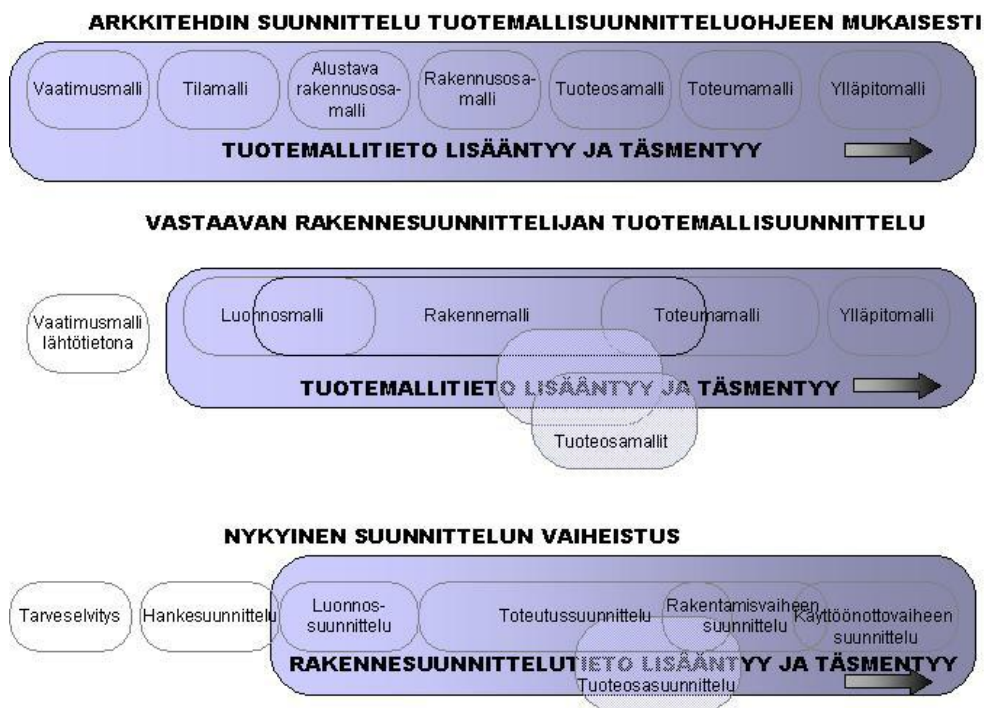 ARKKITEHDIN SUUNNITTELU TUOTEMALLISUUNNITTELUOHJEEN MUKAISESTI
Vaatimusmalli
Tilamalli
Alustava
rakennusosa-
malli
Rakennusosa-
malli
Tuoteosamalli
Toteumamalli
Ylläpitomalli
TUOTEMALLITIETO LISÄÄNTYY JA TÄSMENTYY
VASTAAVAN RAKENNESUUNNITTELIJAN TUOTEMALLISUUNNITTELU
Vaatimusmalli
lähtötietona
Luonnosmalli
Rakennemalli
Toteumamalli
Ylläpitomalli
TUOTEMALLITIETO LISÄÄNTYY JA TÄSMENTYY
Tuoteosamallit
NYKYINEN SUUNNITTELUN VAIHEISTUS
Tarveselvitys
Hankesuunnittelu
Luonnos-
suunnittelu
Toteutussuunnittelu
Rakentamisvaiheen
suunnittelu
Käyttöönottovaiheen
suunnittelu
RAKENNESUUNNITTELUTIETO LISÄÄNTYY JA TÄSMENTYY
Tuoteosasuunnittelu